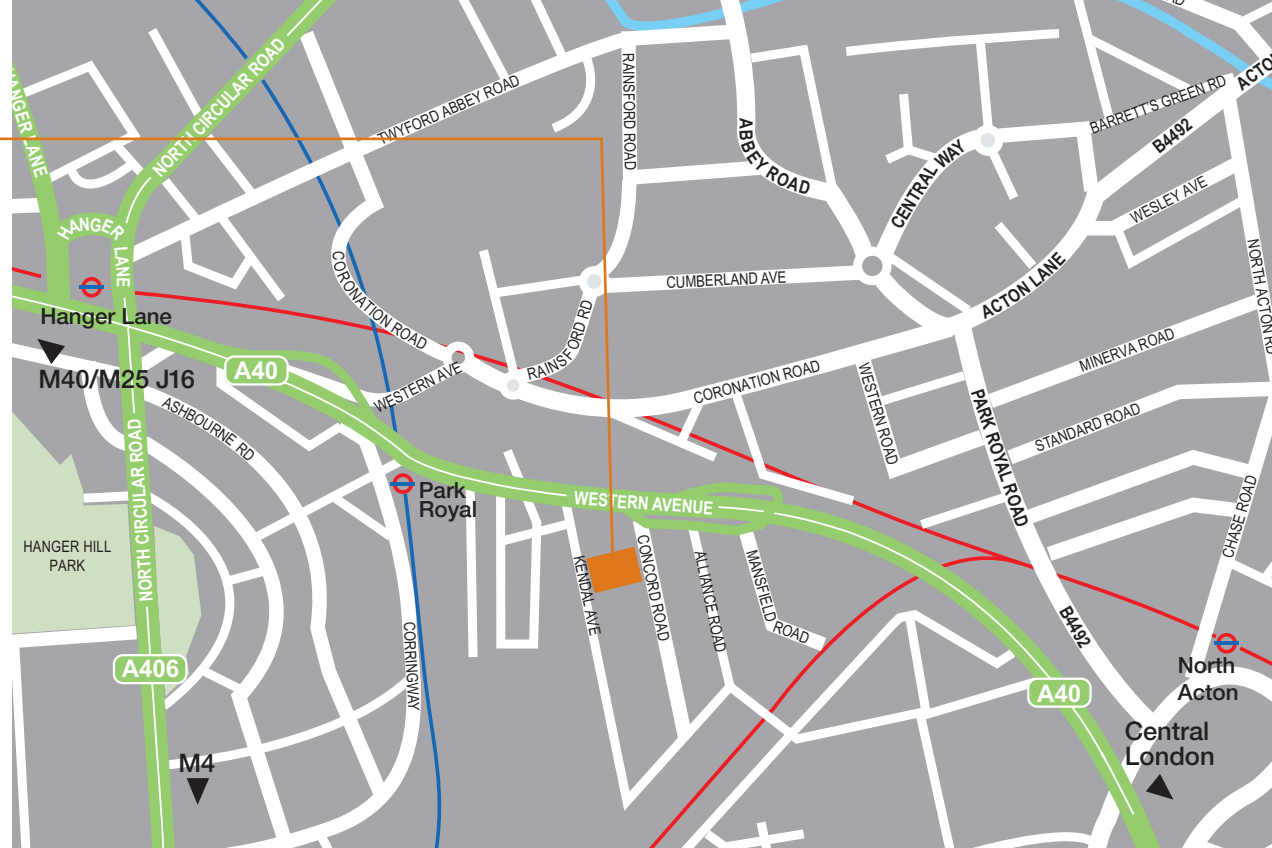 RAINSFORD ROAD
TWYFORD ABBEY ROAD
NORTH CIRCULAR ROAD
HANGER LANE
ABBEY ROAD
CENTRAL WAY
BARRETT'S GREEN RD
ACTO
B4492
WESLEY AVE
NORTH ACTON RD
HANGER
LANE
CORONATION ROAD
CUMBERLAND AVE
ACTON LANE
Hanger Lane
M40/M25 J16
A40
WESTERN AVE
RAINSFORD RD
CORONATION ROAD
WESTERN ROAD
MINERVA ROAD
STANDARD ROAD
PARK ROYAL ROAD
CHASE ROAD
ASHBOURNE RD
NORTH CIRCULAR ROAD
Park
Royal
WESTERN AVENUE
HANGER HILL
PARK
KENDAL AVE
CONCORD ROAD
ALLIANCE ROAD
MANSFIELD ROAD
B4492
CORRINGWAY
A406
A40
North
Acton
Central
London
M4